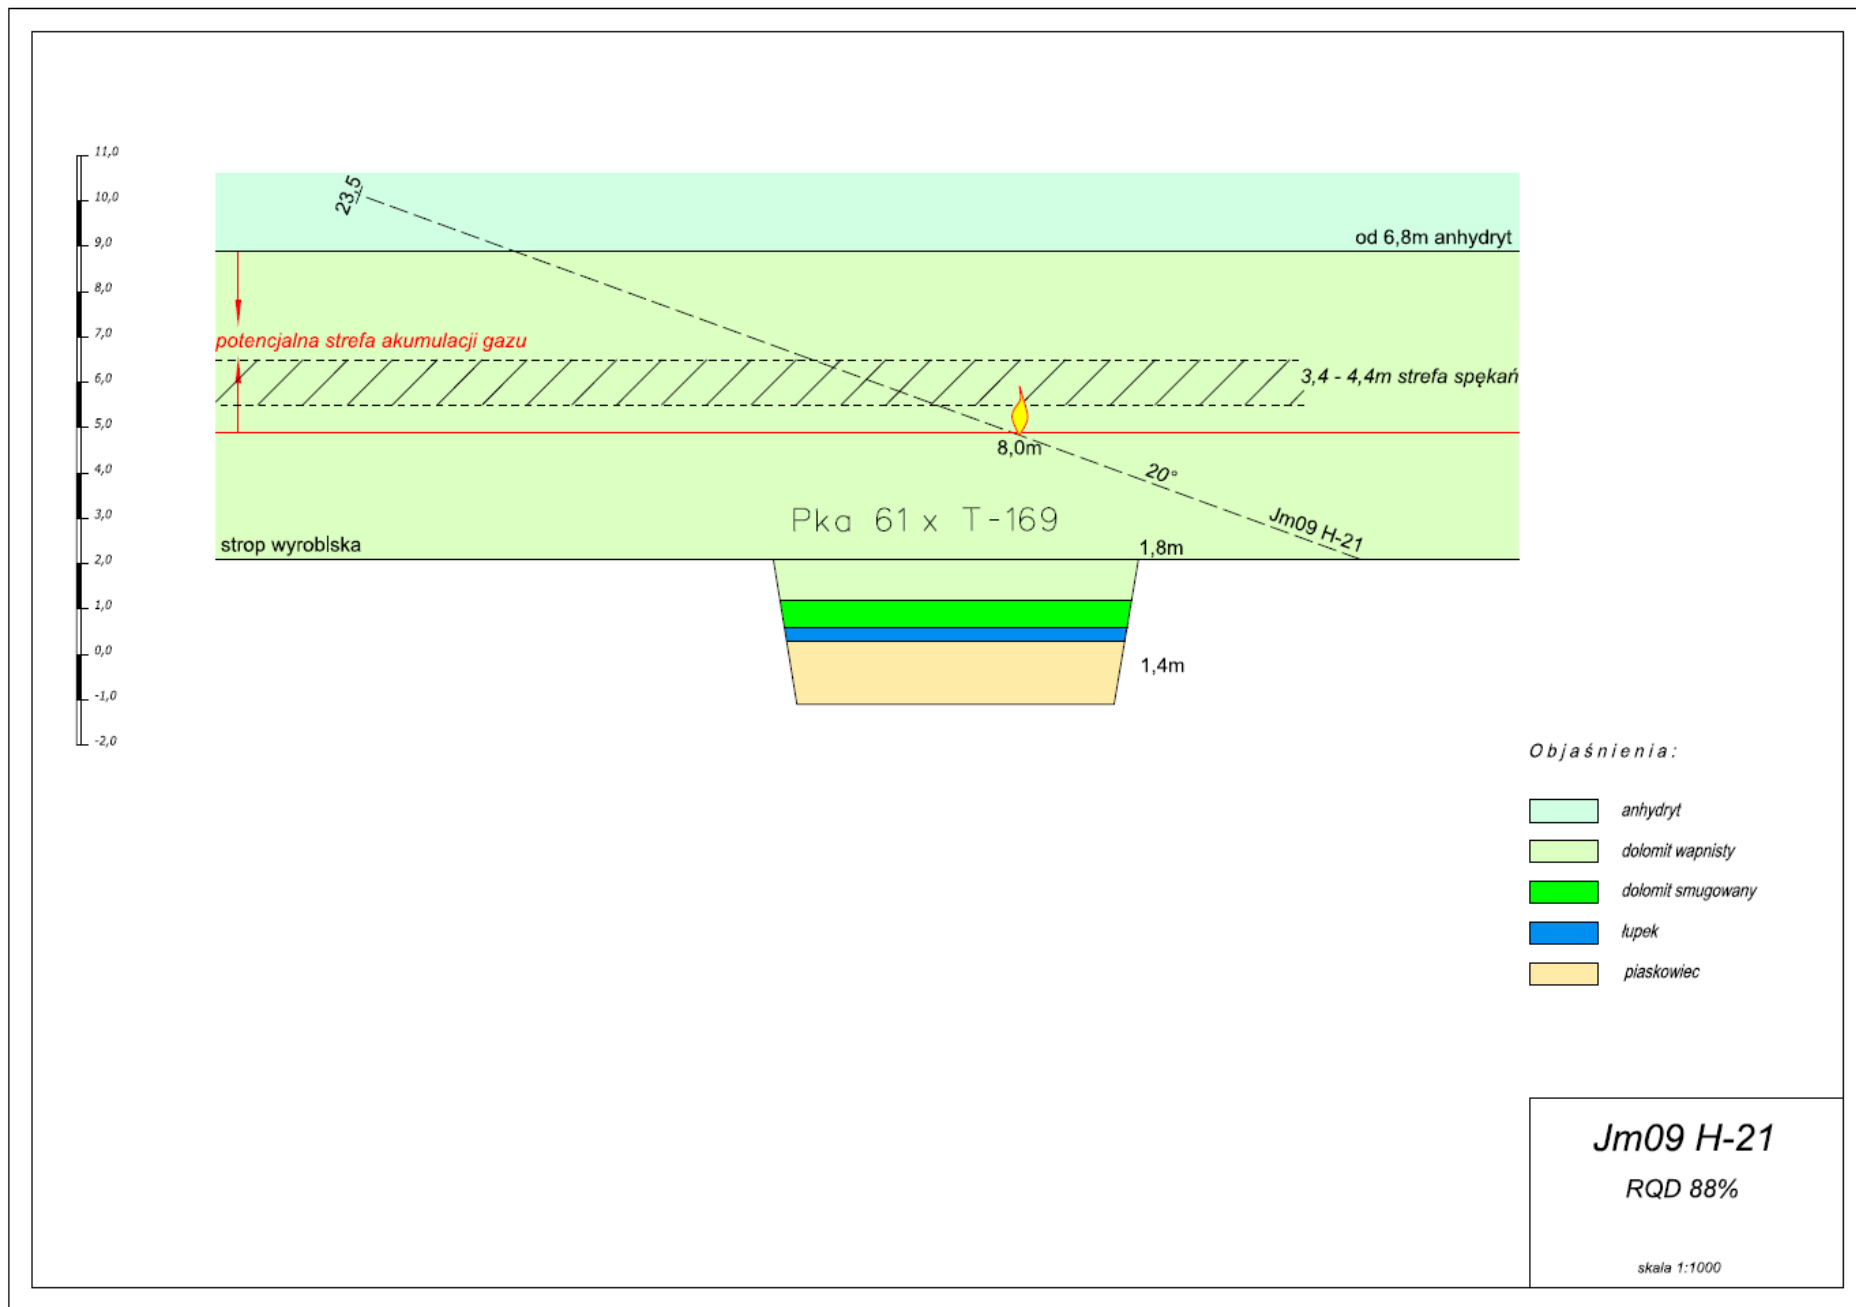 11,0
10,0
9,0
8,0
7,0
6,0
5,0
4,0
3,0
2,0
1,0
0,0
-1,0
-2,0
23,5
od 6,8m anhydryt
potencjalna strefa akumulacji gazu
3,4 - 4,4m strefa spękań
8,0m
20°
Jm09 H-21
Pka 61 x T-169
strop wyrobiska
1,8m
1,4m
Objaśnienia:
anhydryt
dolomit wapnisty
dolomit smugowany
łupek
piaskowiec
Jm09 H-21
RQD 88%
skala 1:1000